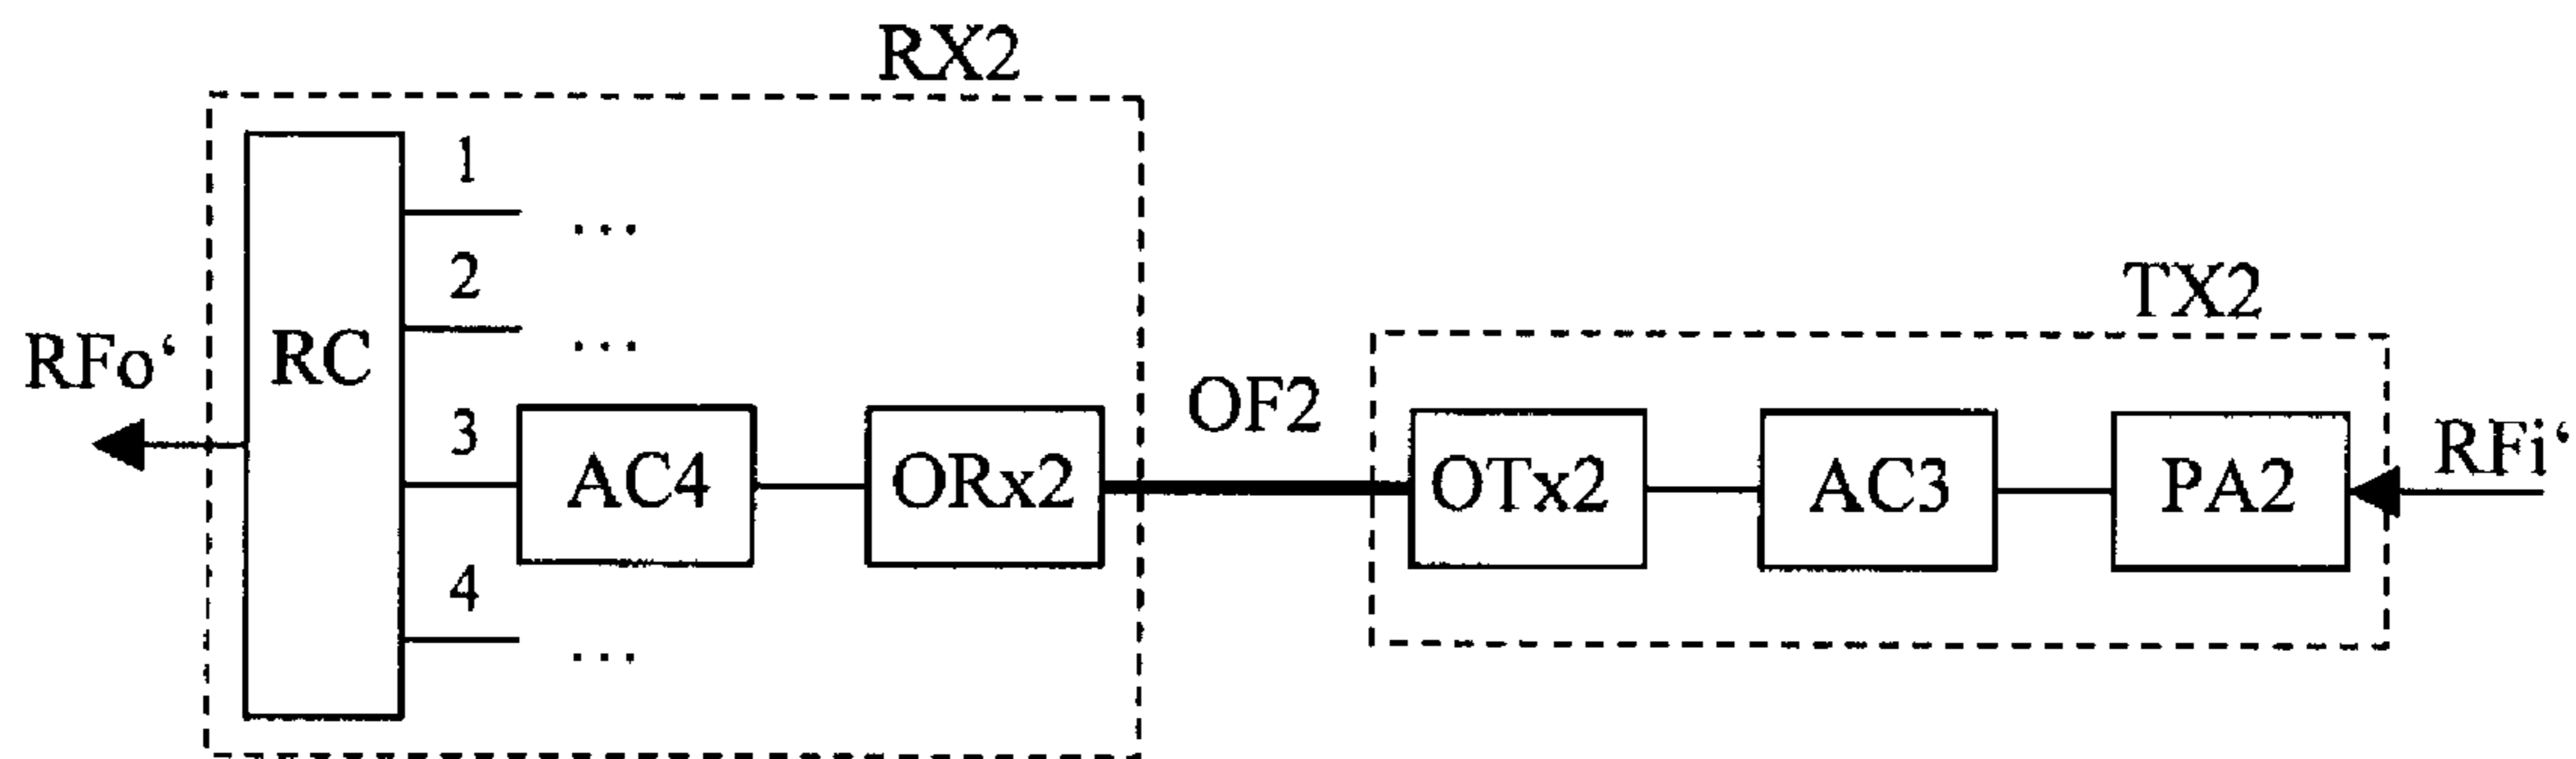 RX2
1
...
2
...
TX2
RFo‘
RC
OF2
3
AC4
ORx2
OTx2
AC3
PA2
RFi‘
4
...